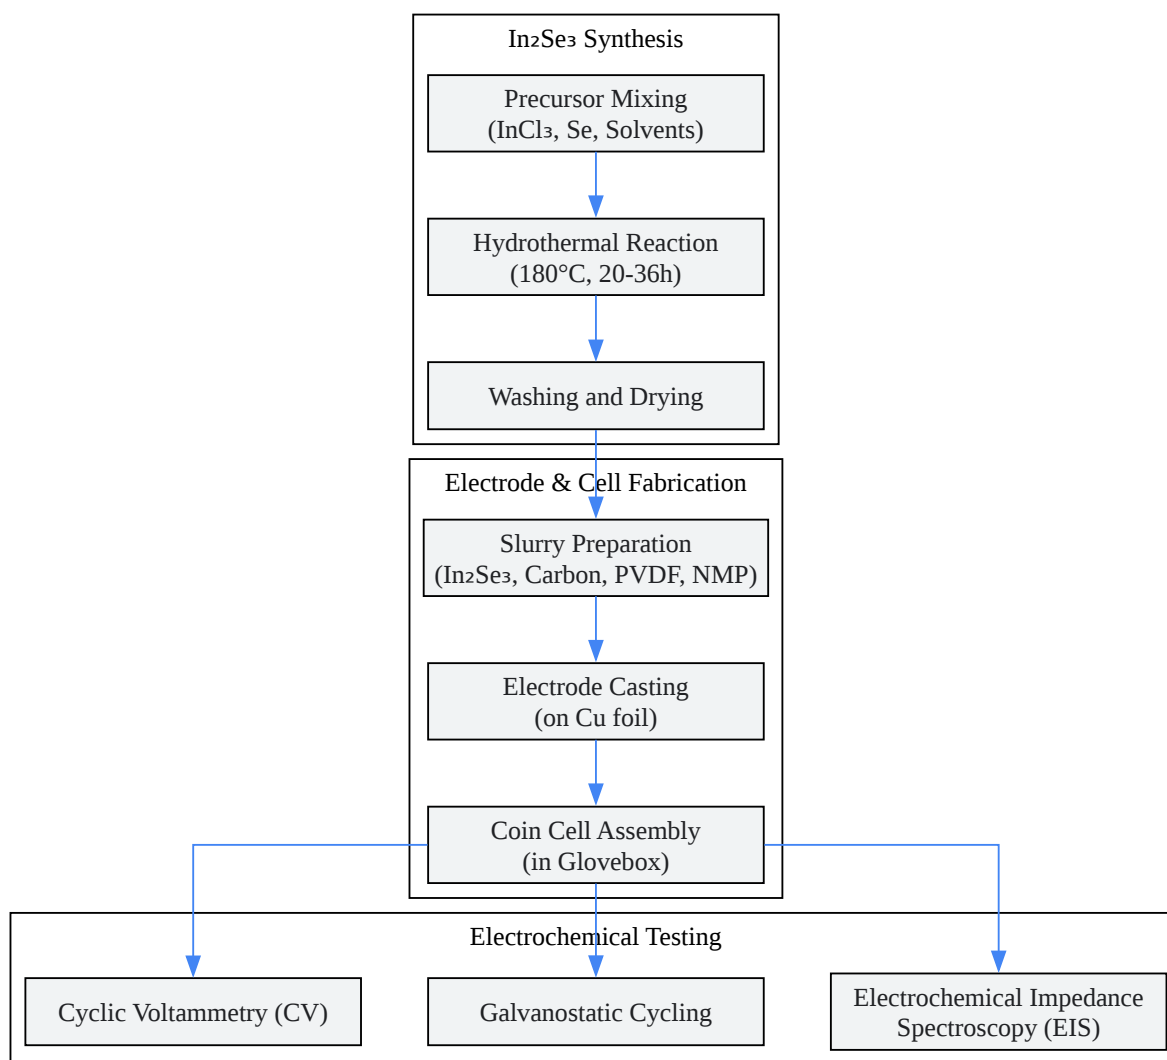 In₂Se₃ Synthesis
Precursor Mixing
(InCl₃, Se, Solvents)
Hydrothermal Reaction
(180°C, 20-36h)
Washing and Drying
Electrode & Cell Fabrication
Slurry Preparation
(In₂Se₃, Carbon, PVDF, NMP)
Electrode Casting
(on Cu foil)
Coin Cell Assembly
(in Glovebox)
Electrochemical Testing
Cyclic Voltammetry (CV)
Galvanostatic Cycling
Electrochemical Impedance
Spectroscopy (EIS)